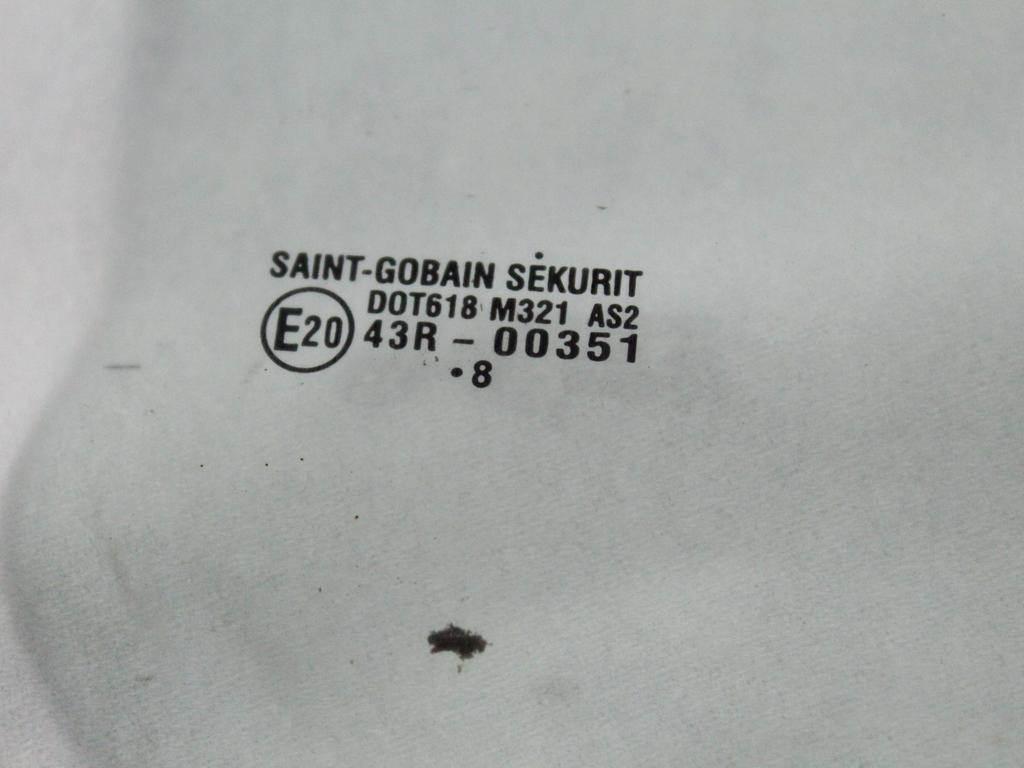 SAINT-GOBAIN SEKURIT
DOT618 M321 AS2
E20 43R - 00351
.8